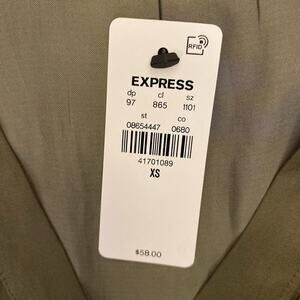 RFID
EXPRESS
dp cl sz
97 865 1101
st co
08654447 0680
41701089
XS
$58.00